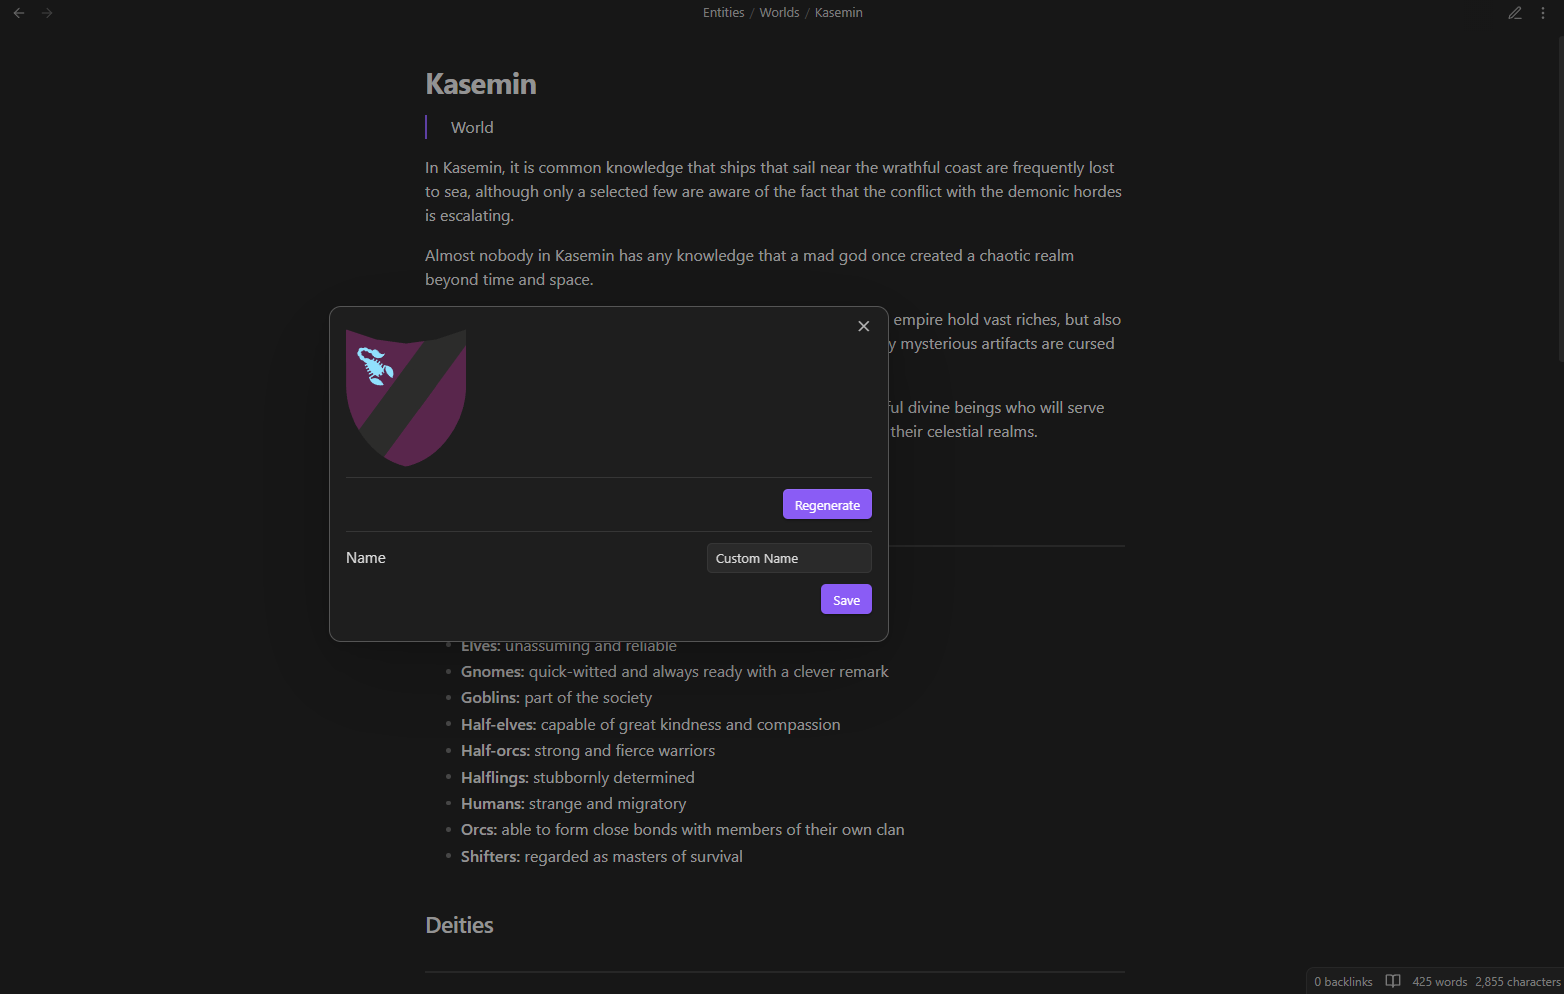 Entities / Worlds / Kasemin
Kasemin
World
In Kasemin, it is common knowledge that ships that sail near the wrathful coast are frequently lost
to sea, although only a selected few are aware of the fact that the conflict with the demonic hordes
is escalating.
Almost nobody in Kasemin has any knowledge that a mad god once created a chaotic realm
beyond time and space.
empire hold vast riches, but also
mysterious artifacts are cursed
divine beings who will serve
their celestial realms.
Regenerate
Name
Custom Name
Save
Elves: unassuming and reliable
Gnomes: quick-witted and always ready with a clever remark
Goblins: part of the society
Half-elves: capable of great kindness and compassion
Half-orcs: strong and fierce warriors
Halflings: stubbornly determined
Humans: strange and migratory
Orcs: able to form close bonds with members of their own clan
Shifters: regarded as masters of survival
Deities
0 backlinks 425 words 2,855 characters